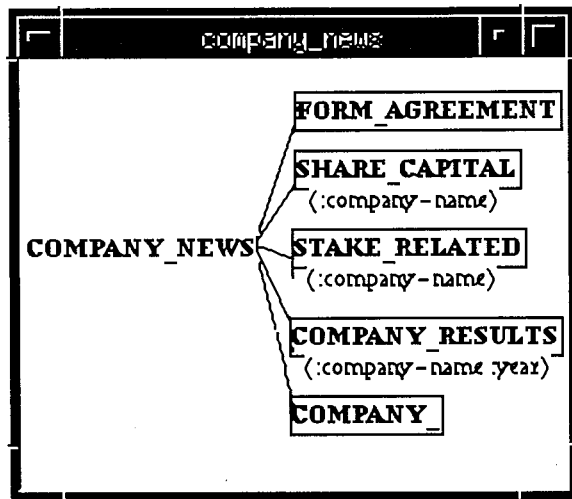 company_news
FORM_AGREEMENT
SHARE_CAPITAL
(:company-name)
COMPANY_NEWS
STAKE_RELATED
(:company-name)
COMPANY_RESULTS
(:company-name :year)
COMPANY_